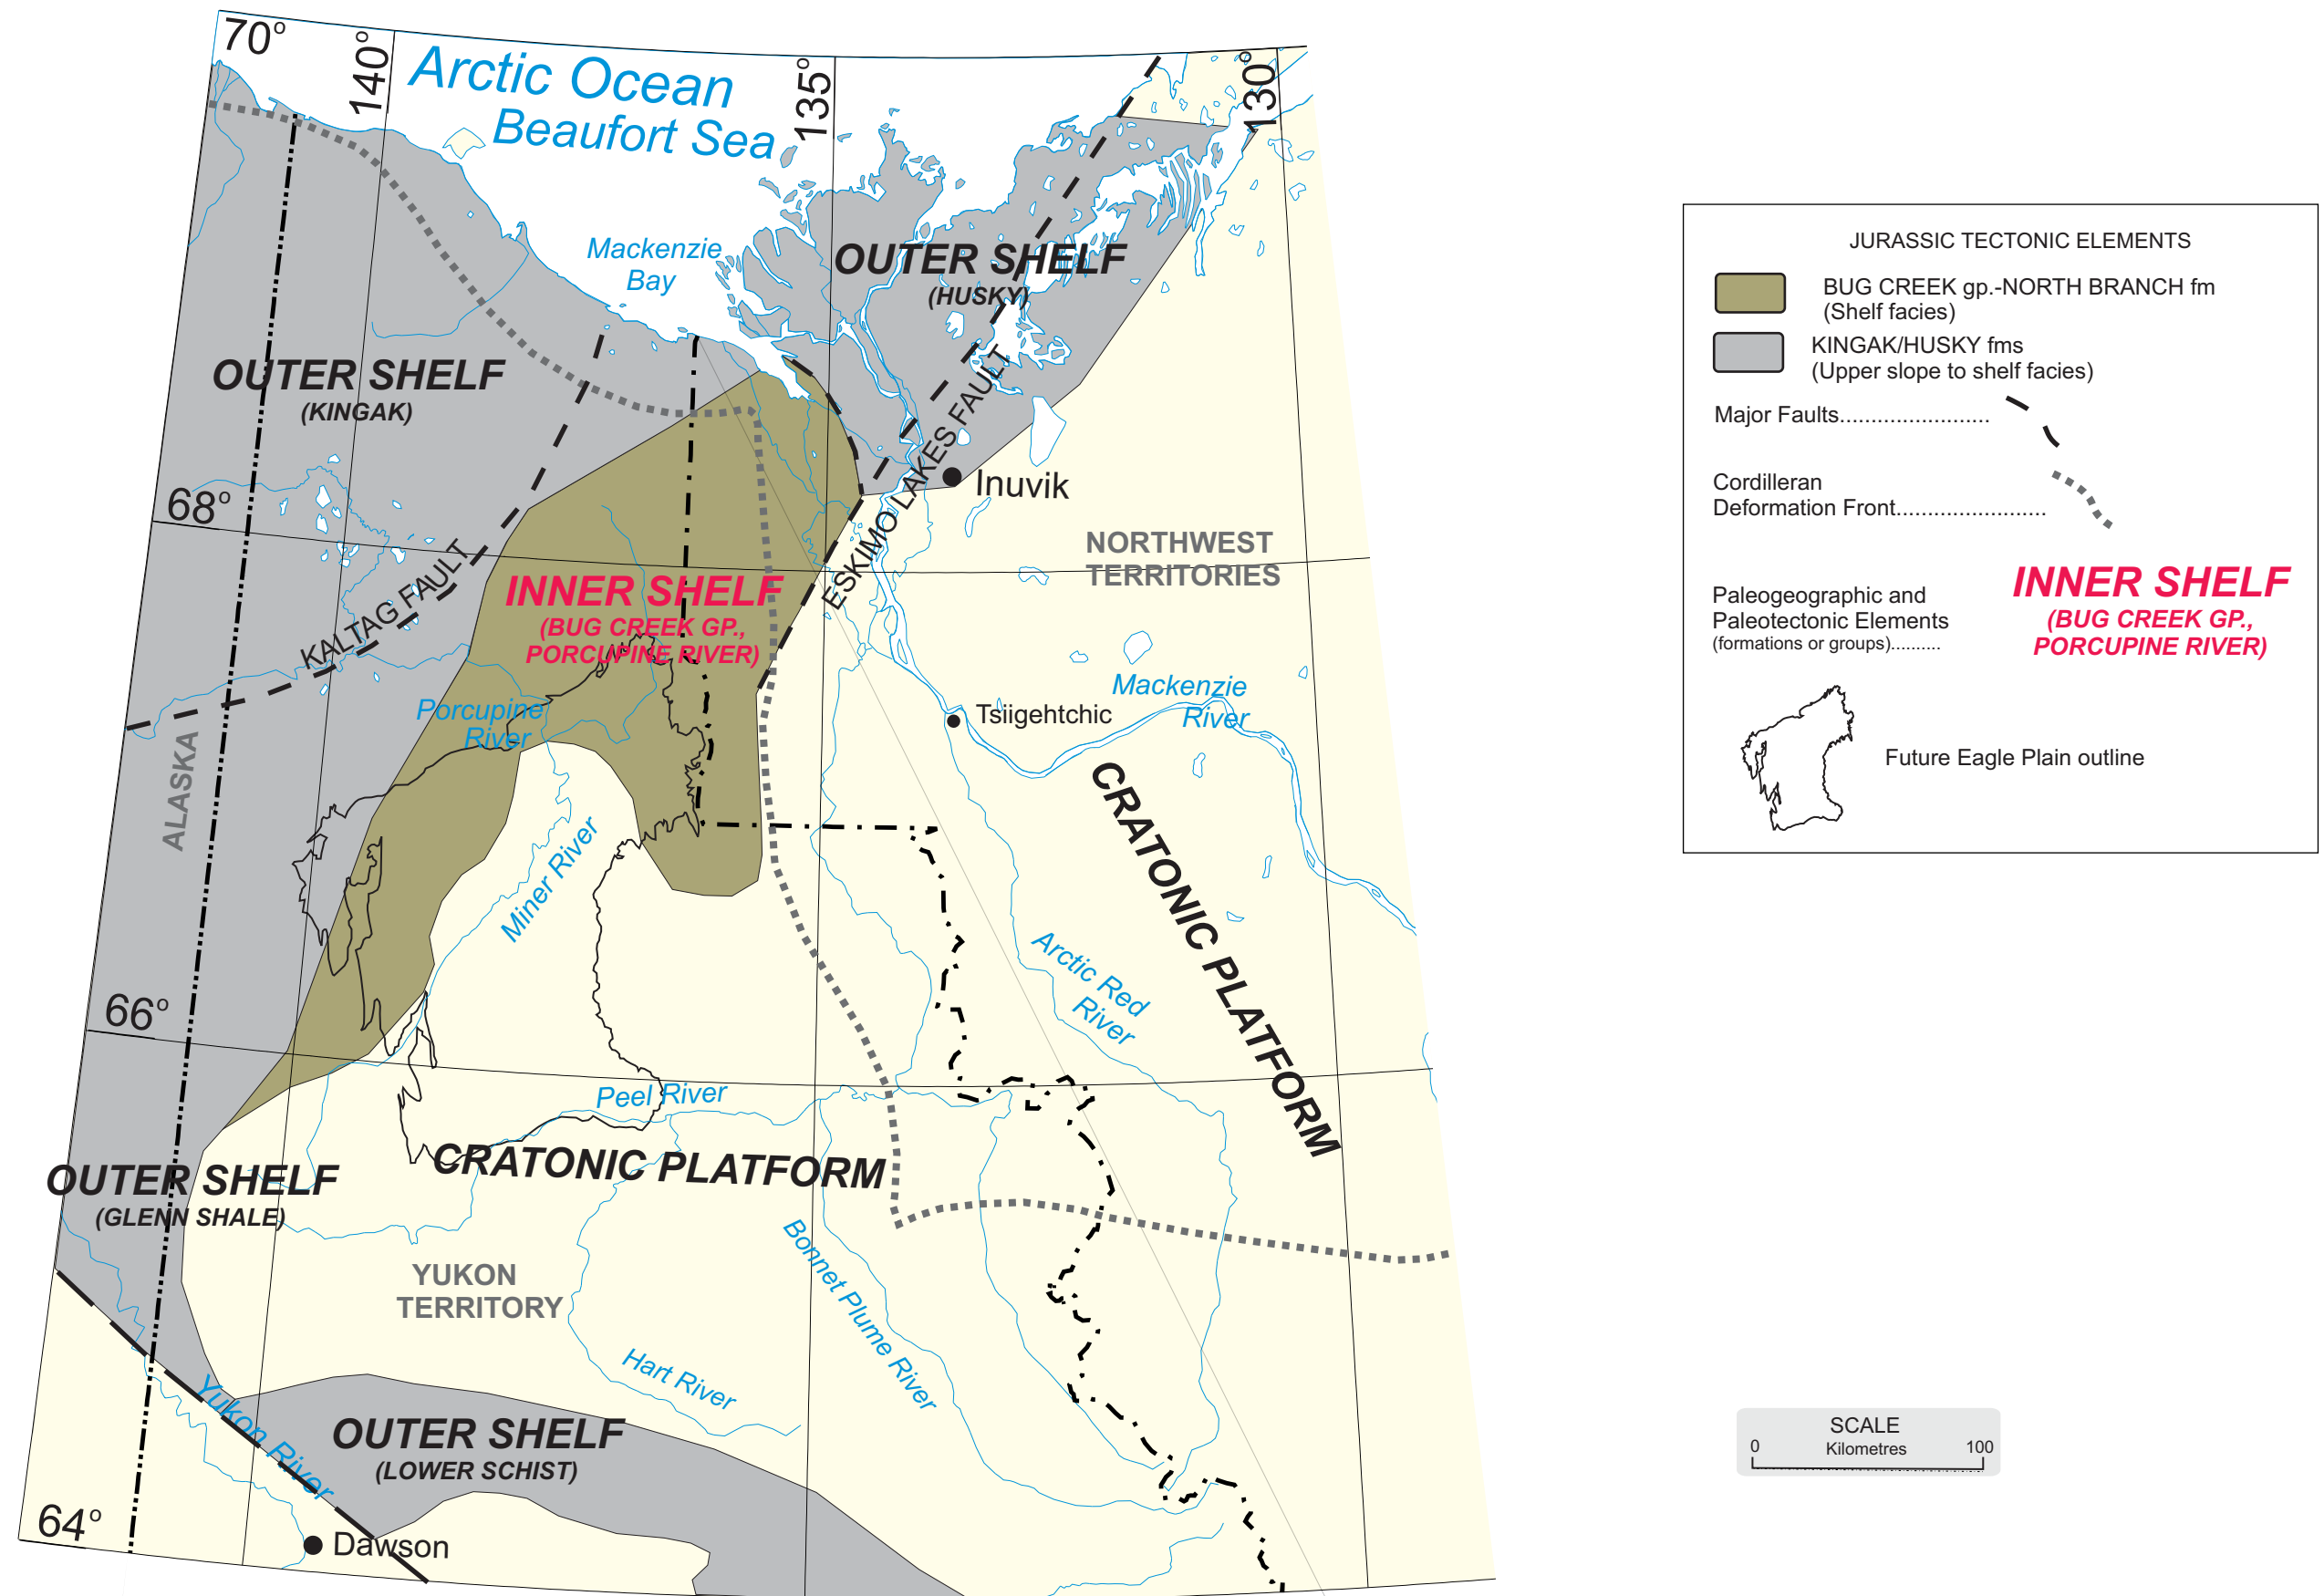 70°
140°
135°
130°
Arctic Ocean
Beaufort Sea
Mackenzie
Bay
OUTER SHELF
(HUSKY)
OUTER SHELF
(KINGAK)
68°
KALTAG FAULT
ESKIMO LAKES FAULT
Inuvik
NORTHWEST
TERRITORIES
INNER SHELF
(BUG CREEK GP.,
PORCUPINE RIVER)
Porcupine
River
Mackenzie
River
Tsiigehtchic
ALASKA
Miner River
CRATONIC PLATFORM
Arctic Red
River
66°
Peel River
CRATONIC PLATFORM
OUTER SHELF
(GLENN SHALE)
YUKON
TERRITORY
Bonnet Plume River
Hart River
Yukon River
OUTER SHELF
(LOWER SCHIST)
64°
Dawson
JURASSIC TECTONIC ELEMENTS
BUG CREEK gp.-NORTH BRANCH fm
(Shelf facies)
KINGAK/HUSKY fms
(Upper slope to shelf facies)
Major Faults........................
Cordilleran
Deformation Front........................
Paleogeographic and
Paleotectonic Elements
(formations or groups)..........
INNER SHELF
(BUG CREEK GP.,
PORCUPINE RIVER)
Future Eagle Plain outline
SCALE
0 Kilometres 100